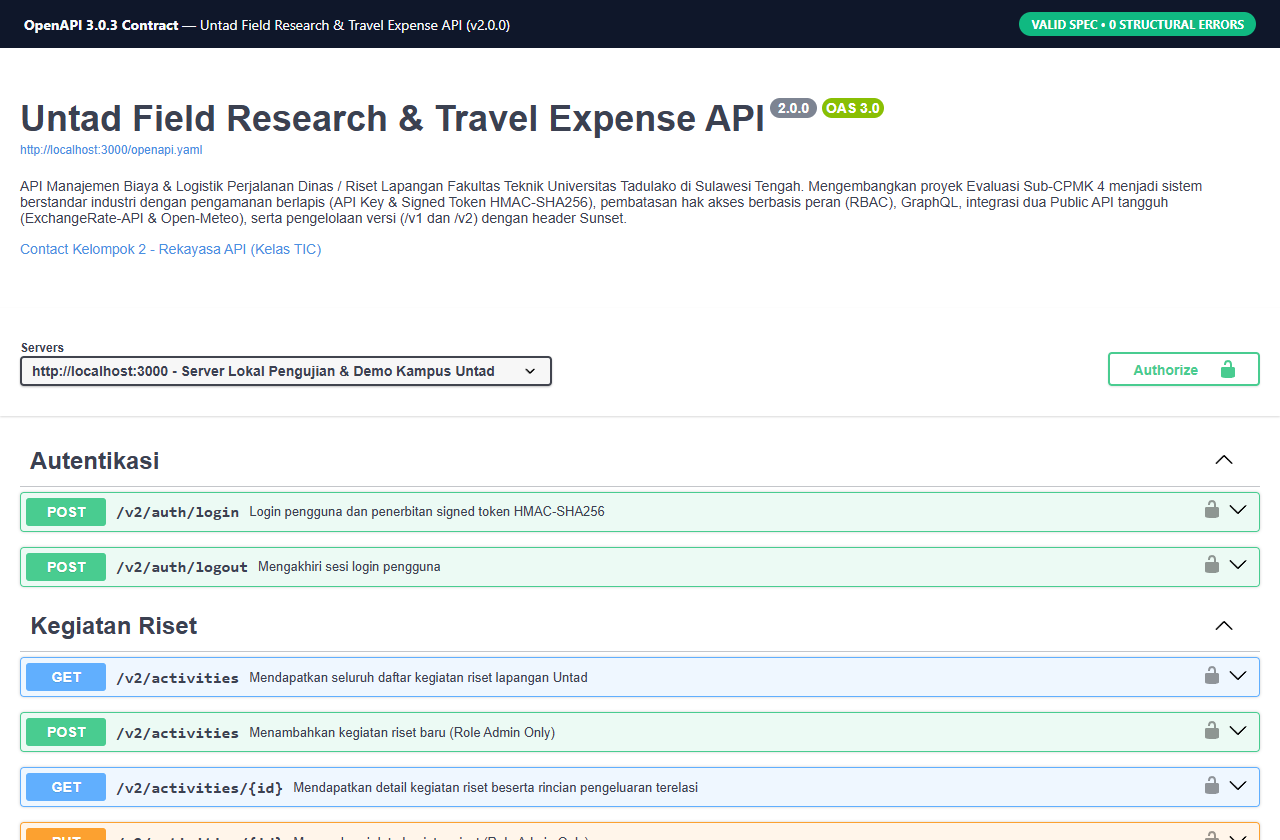 OpenAPI 3.0.3 Contract — Untad Field Research & Travel Expense API (v2.0.0)
VALID SPEC • 0 STRUCTURAL ERRORS
Untad Field Research & Travel Expense API 2.0.0 OAS 3.0
http://localhost:3000/openapi.yaml
API Manajemen Biaya & Logistik Perjalanan Dinas / Riset Lapangan Fakultas Teknik Universitas Tadulako di Sulawesi Tengah. Mengembangkan proyek Evaluasi Sub-CPMK 4 menjadi sistem
berstandar industri dengan pengamanan berlapis (API Key & Signed Token HMAC-SHA256), pembatasan hak akses berbasis peran (RBAC), GraphQL, integrasi dua Public API tangguh
(ExchangeRate-API & Open-Meteo), serta pengelolaan versi (/v1 dan /v2) dengan header Sunset.
Contact Kelompok 2 - Rekayasa API (Kelas TIC)
Servers
http://localhost:3000 - Server Lokal Pengujian & Demo Kampus Untad
Authorize
Autentikasi
POST /v2/auth/login Login pengguna dan penerbitan signed token HMAC-SHA256
POST /v2/auth/logout Mengakhiri sesi login pengguna
Kegiatan Riset
GET /v2/activities Mendapatkan seluruh daftar kegiatan riset lapangan Untad
POST /v2/activities Menambahkan kegiatan riset baru (Role Admin Only)
GET /v2/activities/{id} Mendapatkan detail kegiatan riset beserta rincian pengeluaran terelasi
PUT /v2/activities/{id}